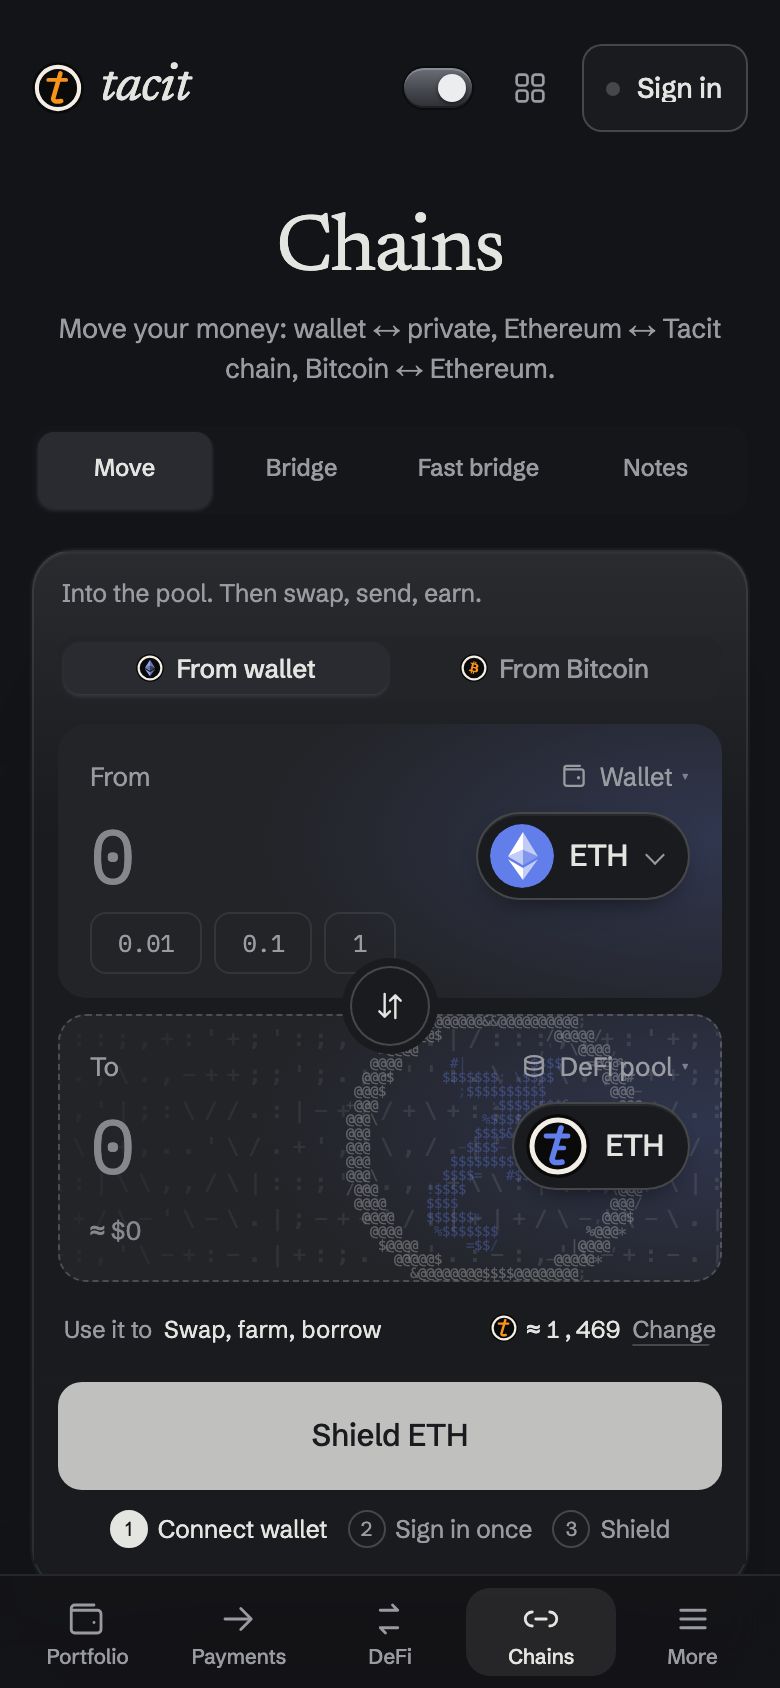 tacit
Sign in
Chains
Move your money: wallet ↔ private, Ethereum ↔ Tacit
chain, Bitcoin ↔ Ethereum.
Move Bridge Fast bridge Notes
Into the pool. Then swap, send, earn.
From wallet From Bitcoin
From Wallet
0 ETH
0.01 0.1 1
To DeFi pool
0 ETH
≈ $0
Use it to Swap, farm, borrow ≈ 1,469 Change
Shield ETH
1 Connect wallet 2 Sign in once 3 Shield
Portfolio Payments DeFi Chains More